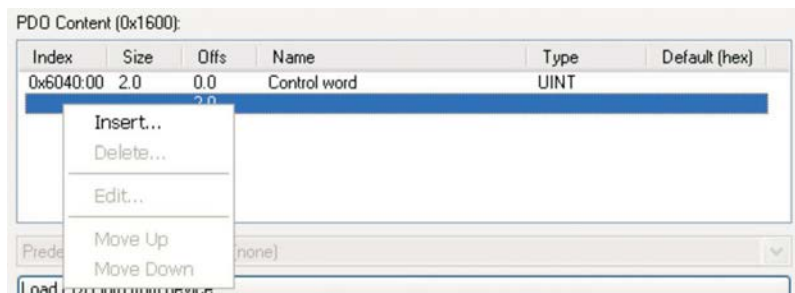 PDO Content (0x1600):
Index Size Offs Name Type Default (hex)
0x6040:00 2.0 0.0 Control word UINT
2.0
Insert...
Delete...
Edit...
Move Up
Prede none)
Move Down
Load device